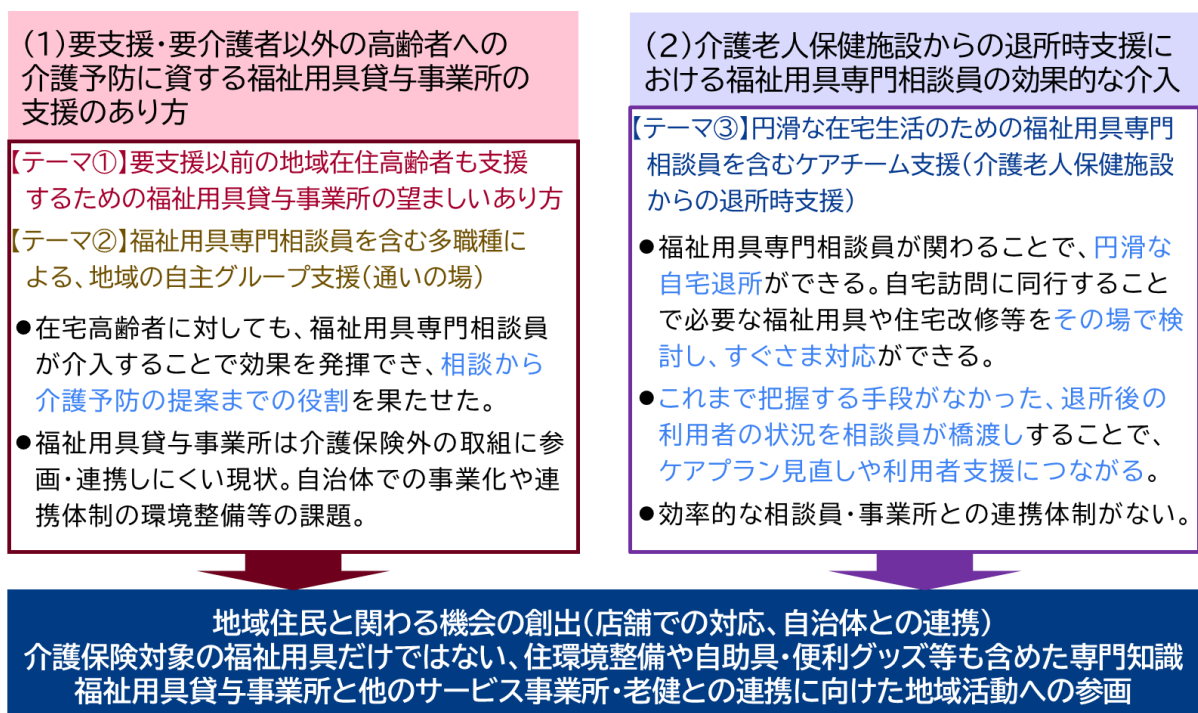 (1)要支援・要介護者以外の高齢者への
介護予防に資する福祉用具貸与事業所の
支援のあり方
【テーマ①】要支援以前の地域在住高齢者も支援
するための福祉用具貸与事業所の望ましいあり方
【テーマ②】福祉用具専門相談員を含む多職種に
よる、地域の自主グループ支援(通いの場)
●在宅高齢者に対しても、福祉用具専門相談員
が介入することで効果を発揮でき、相談から
介護予防の提案までの役割を果たせた。
●福祉用具貸与事業所は介護保険外の取組に参
画・連携しにくい現状。自治体での事業化や連
携体制の環境整備等の課題。
(2)介護老人保健施設からの退所時支援に
おける福祉用具専門相談員の効果的な介入
【テーマ③】円滑な在宅生活のための福祉用具専門
相談員を含むケアチーム支援(介護老人保健施設
からの退所時支援)
●福祉用具専門相談員が関わることで、円滑な
自宅退所ができる。自宅訪問に同行すること
で必要な福祉用具や住宅改修等をその場で検
討し、すぐさま対応ができる。
●これまで把握する手段がなかった、退所後の
利用者の状況を相談員が橋渡しすることで、
ケアプラン見直しや利用者支援につながる。
●効率的な相談員・事業所との連携体制がない。
地域住民と関わる機会の創出(店舗での対応、自治体との連携)
介護保険対象の福祉用具だけではない、住環境整備や自助具・便利グッズ等も含めた専門知識
福祉用具貸与事業所と他のサービス事業所・老健との連携に向けた地域活動への参画